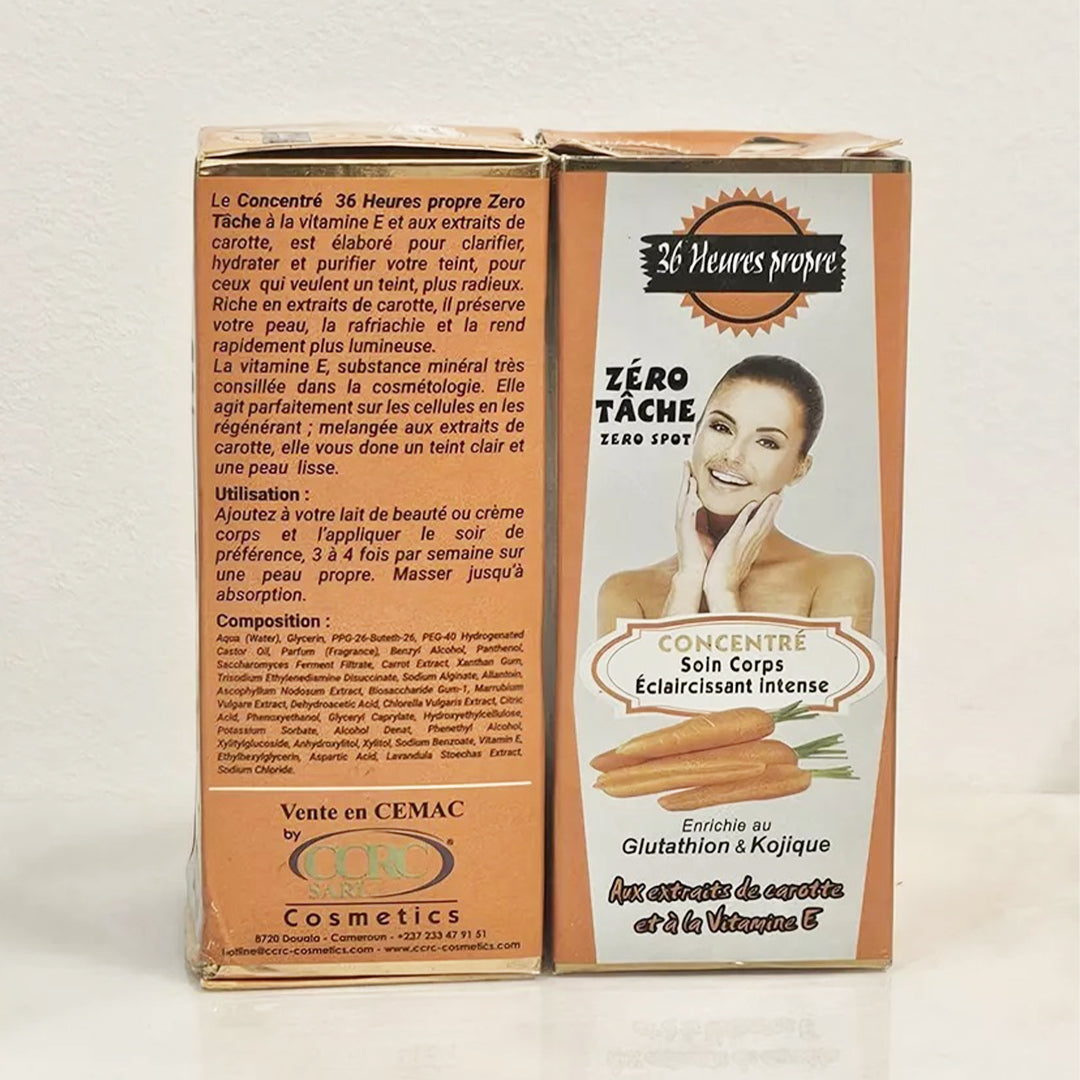 Le Concentré 36 Heures propre Zero
Tâche à la vitamine E et aux extraits de
carotte, est élaboré pour clarifier,
hydrater et purifier votre teint, pour
ceux qui veulent un teint, plus radieux.
Riche en extraits de carotte, il préserve
votre peau, la rafriachie et la rend
rapidement plus lumineuse.
La vitamine E, substance minéral très
consillée dans la cosmétologie. Elle
agit parfaitement sur les cellules en les
régénérant ; melangée aux extraits de
carotte, elle vous done un teint clair et
une peau lisse.
Utilisation :
Ajoutez à votre lait de beauté ou crème
corps et l'appliquer le soir de
préférence, 3 à 4 fois par semaine sur
une peau propre. Masser jusqu'à
absorption.
Composition :
Aqua (Water), Glycerin, PPG-26-Buteth-26, PEG-40 Hydrogenated
Castor Oil, Parfum (Fragrance), Benzyl Alcohol, Panthenol,
Saccharomyces Ferment Filtrate, Carrot Extract, Xanthan Gum,
Trisodium Ethylenediamine Disuccinate, Sodium Alginate, Allantoin,
Ascophyllum Nodosum Extract, Biosaccharide Gum-1, Marrubium
Vulgare Extract, Dehydroacetic Acid, Chlorella Vulgaris Extract, Citric
Acid, Phenoxyethanol, Glyceryl Caprylate, Hydroxyethylcellulose,
Potassium Sorbate, Alcohol Denat, Phenethyl Alcohol,
Xylitylglucoside, Anhydroxylitol, Xylitol, Sodium Benzoate, Vitamin E,
Ethylhexylglycerin, Aspartic Acid, Lavandula Stoechas Extract,
Sodium Chloride.
Vente en CEMAC
by
CCRC®
SARL
Cosmetics
8720 Douala - Cameroun - +237 233 47 91 51
hotline@ccrc-cosmetics.com - www.ccrc-cosmetics.com
36 Heures propre
ZÉRO
TÂCHE
ZERO SPOT
CONCENTRÉ
Soin Corps
Éclaircissant intense
Enrichie au
Glutathion & Kojique
Aux extraits de carotte
et à la Vitamine E